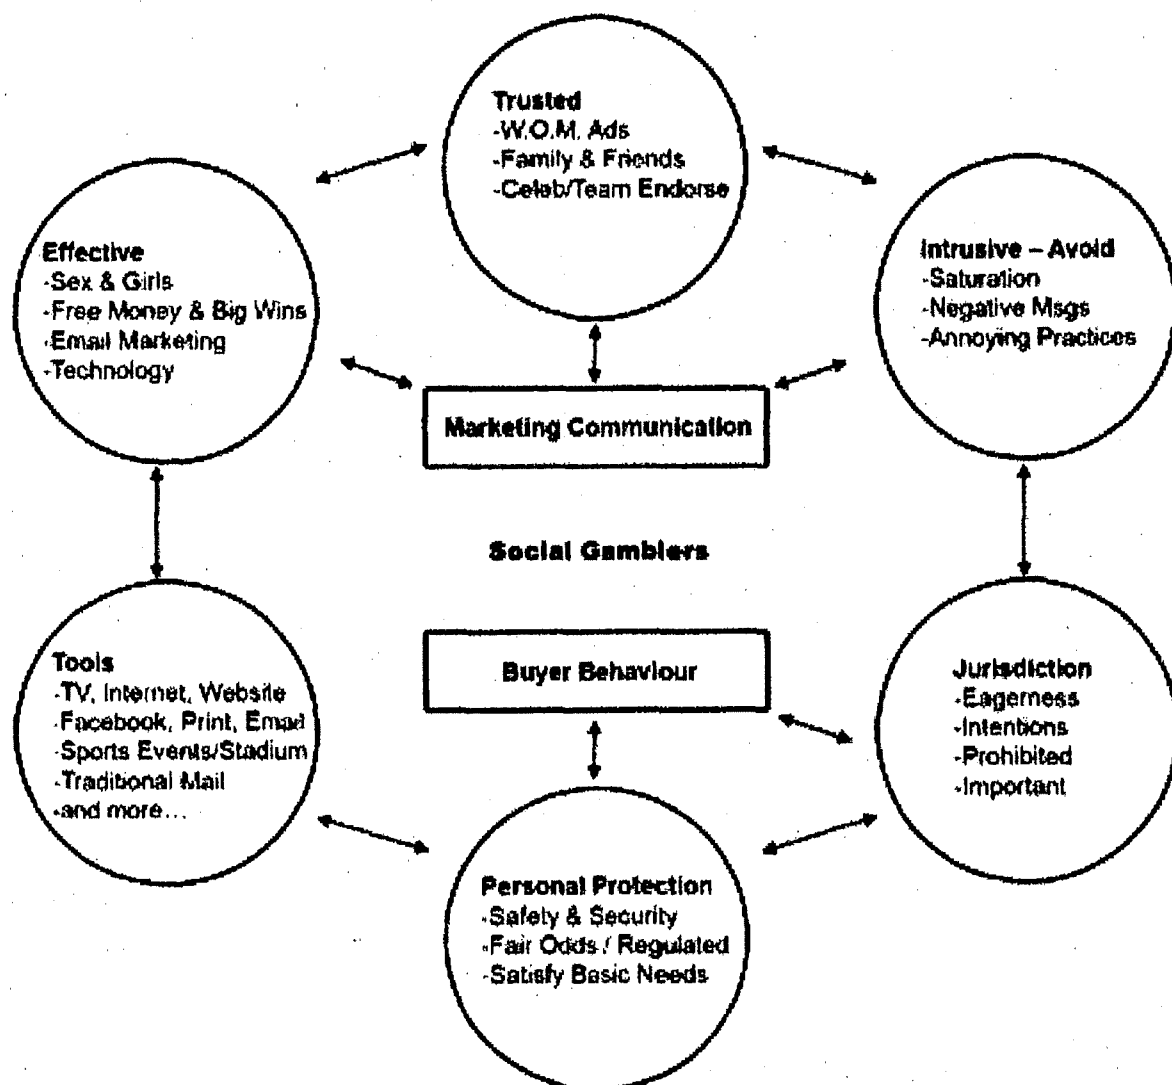 Trusted
-W.O.M. Ads
-Family & Friends
-Celeb/Team Endorse
Effective
-Sex & Girls
-Free Money & Big Wins
-Email Marketing
-Technology
Intrusive – Avoid
-Saturation
-Negative Msgs
-Annoying Practices
Marketing Communication
Social Gamblers
Buyer Behaviour
Tools
-TV, Internet, Website
-Facebook, Print, Email
-Sports Events/Stadium
-Traditional Mail
-and more...
Jurisdiction
-Eagerness
-Intentions
-Prohibited
-Important
Personal Protection
-Safety & Security
-Fair Odds / Regulated
-Satisfy Basic Needs